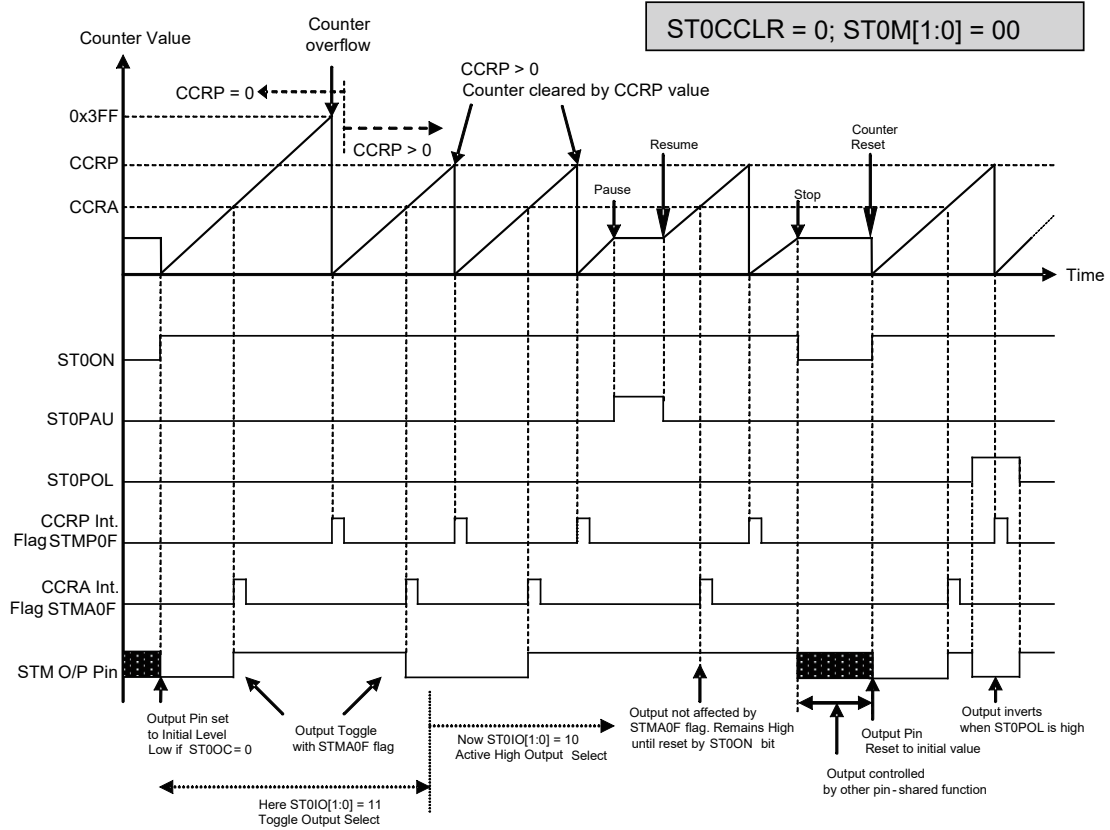 ST0CCLR = 0; ST0M[1:0] = 00
Counter Value
Counter
overflow
CCRP = 0
CCRP > 0
CCRP > 0
Counter cleared by CCRP value
0x3FF
CCRP
CCRA
Pause
Resume
Stop
Counter
Reset
Time
ST0ON
ST0PAU
ST0POL
CCRP Int.
Flag STMP0F
CCRA Int.
Flag STMA0F
STM O/P Pin
Output Pin set
to Initial Level
Low if ST0OC = 0
Output Toggle
with STMA0F flag
Here ST0IO[1:0] = 11
Toggle Output Select
Now ST0IO[1:0] = 10
Active High Output Select
Output not affected by
STMA0F flag. Remains High
until reset by ST0ON bit
Output Pin
Reset to initial value
Output controlled
by other pin-shared function
Output inverts
when ST0POL is high